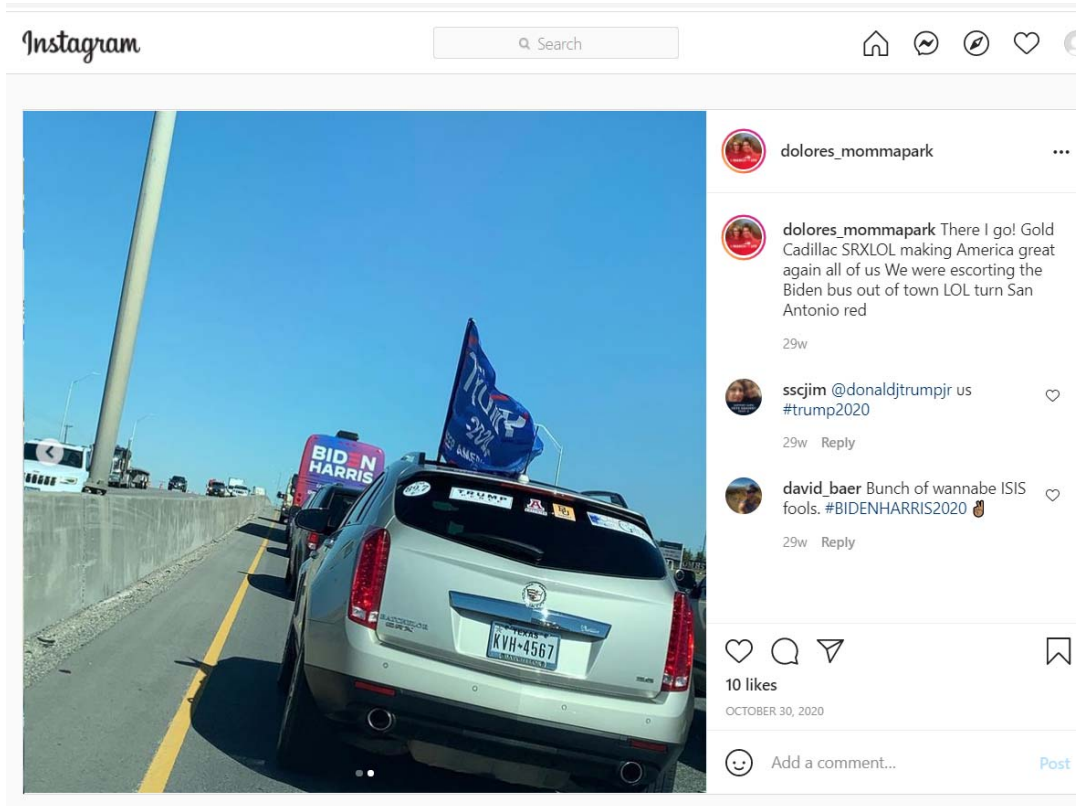 Instagram
Search
dolores_mommapark
dolores_mommapark There I go! Gold
Cadillac SRXLOL making America great
again all of us We were escorting the
Biden bus out of town LOL turn San
Antonio red
29w
sscjim @donaldjtrumpjr us
#trump2020
29w Reply
david_baer Bunch of wannabe ISIS
fools. #BIDENHARRIS2020
29w Reply
10 likes
OCTOBER 30, 2020
Add a comment...
Post
BIDEN
HARRIS
TRUMP
2020
TRUMP
A
TEXAS
KVH 4567